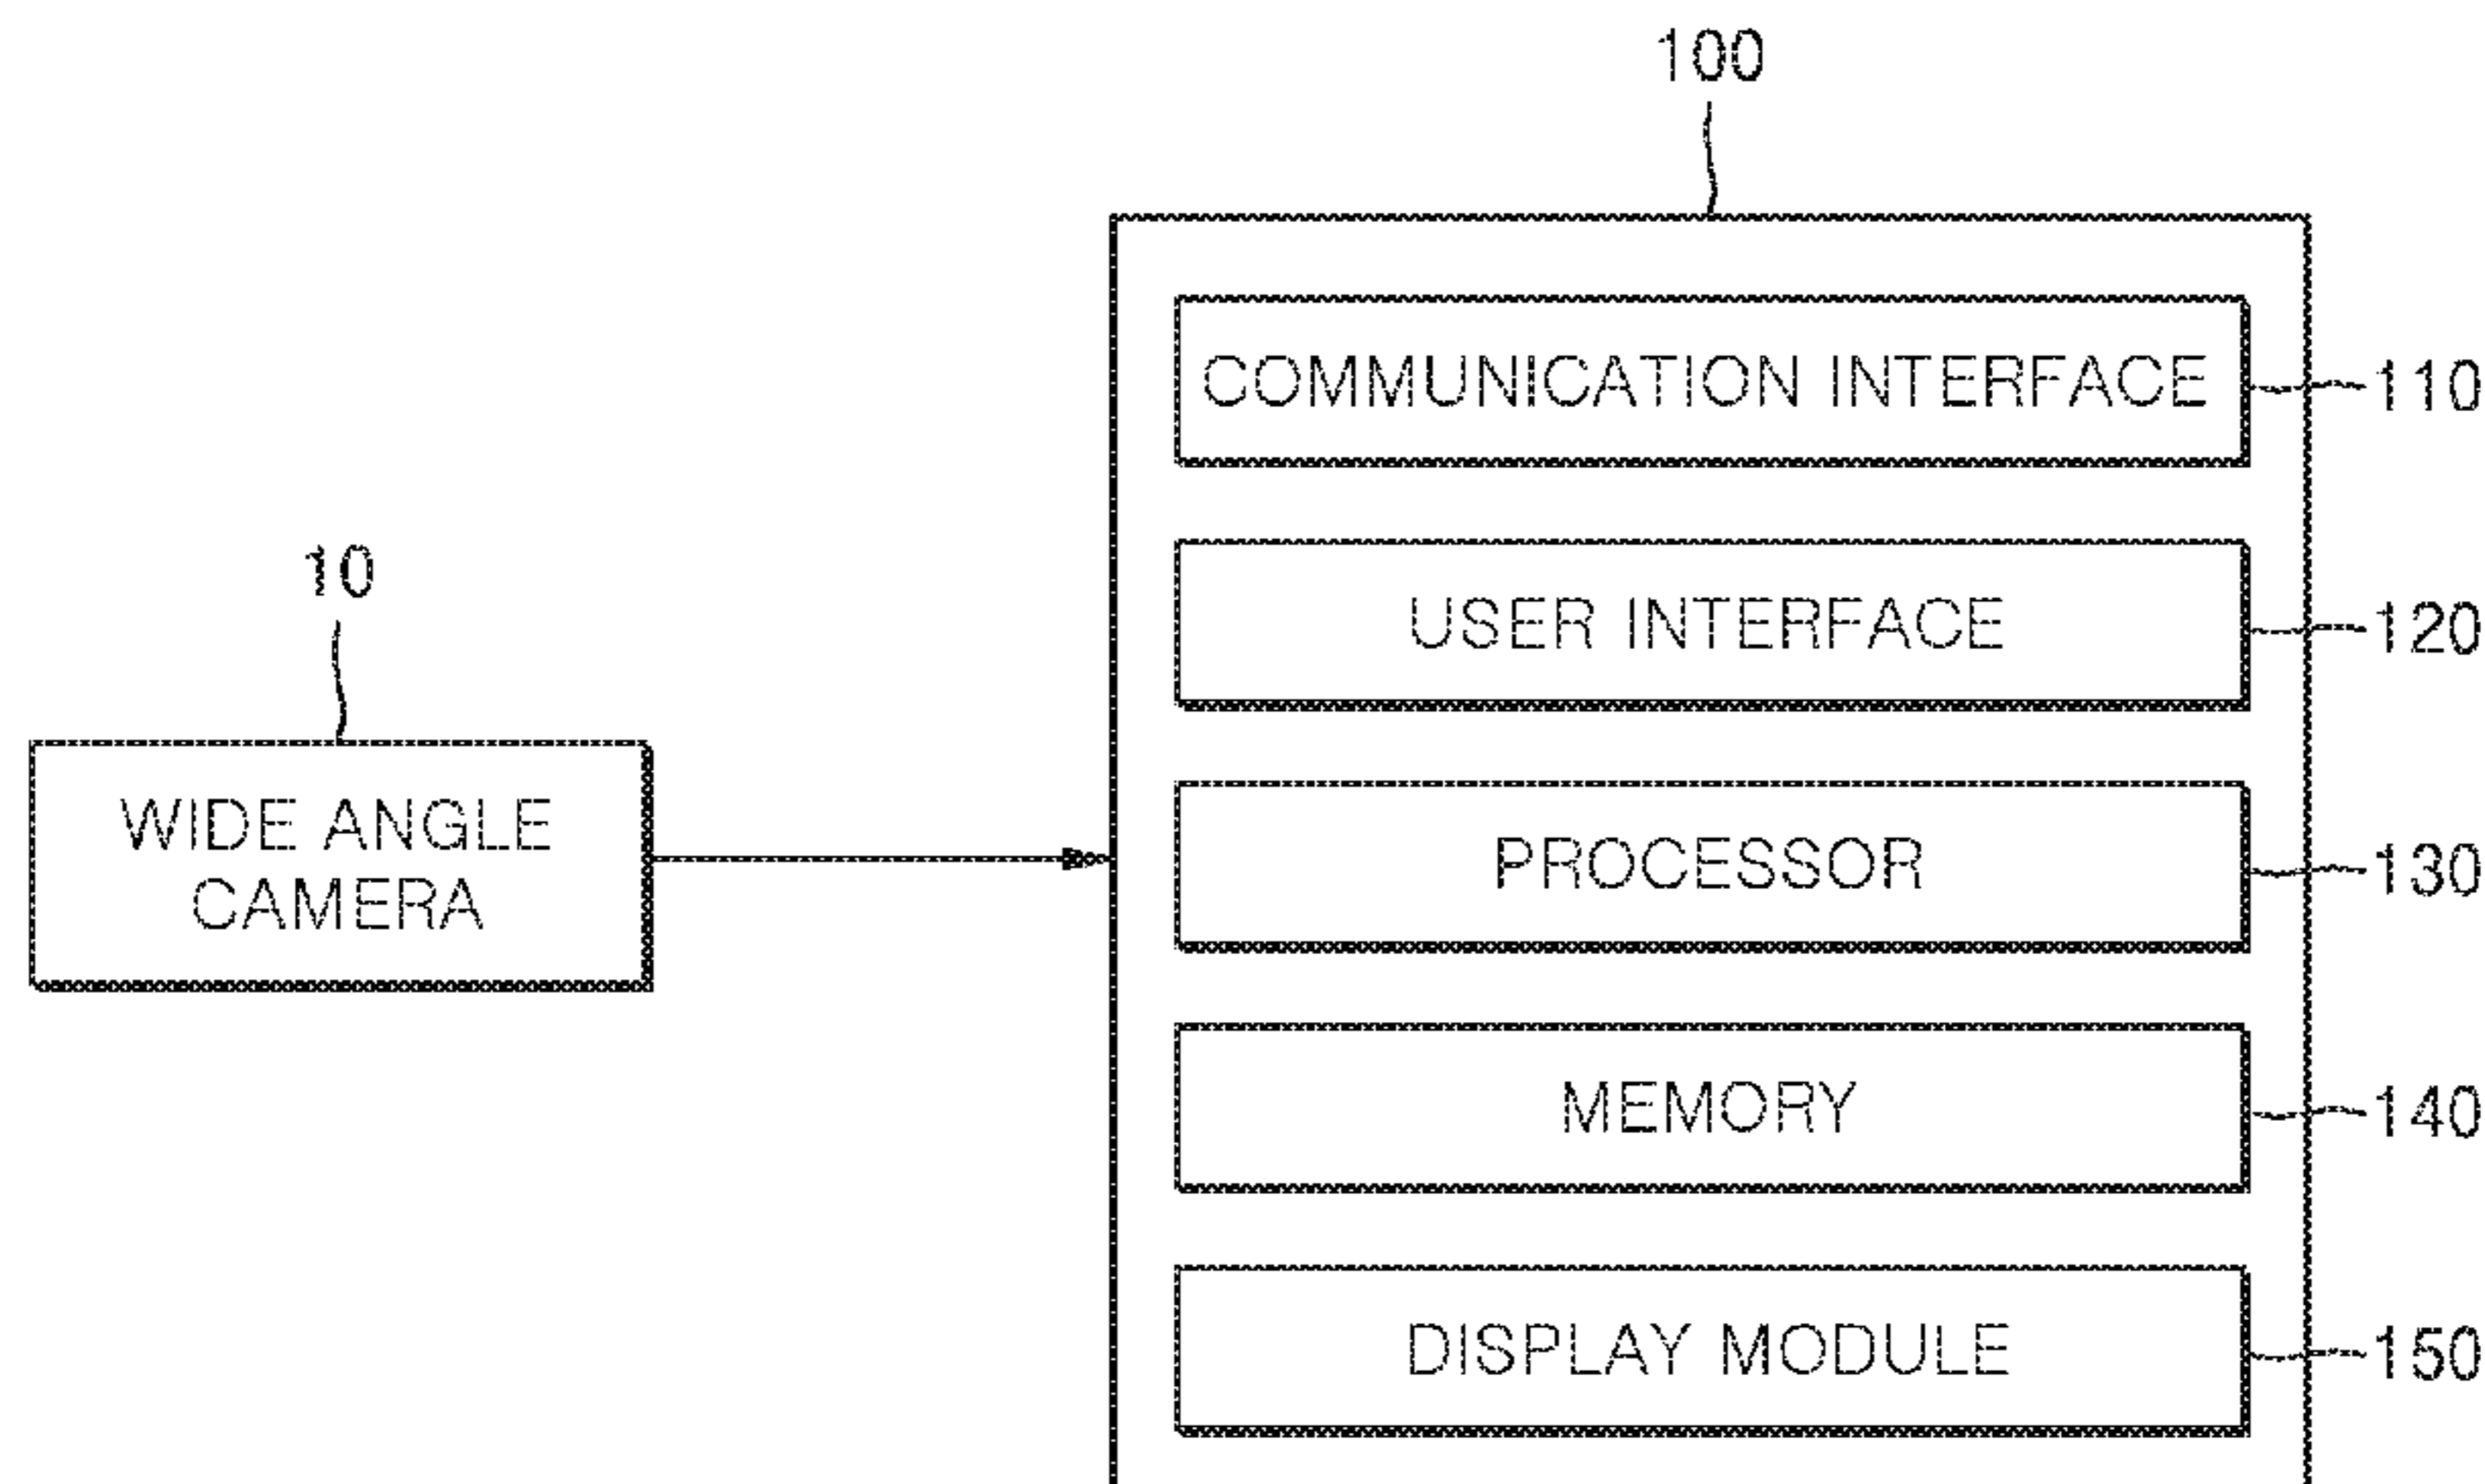 100
COMMUNICATION INTERFACE
110
10
USER INTERFACE
120
WIDE ANGLE
CAMERA
PROCESSOR
130
MEMORY
140
DISPLAY MODULE
150